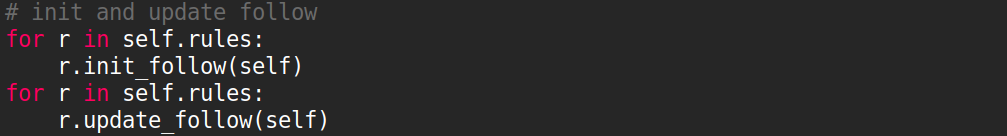 # init and update follow
for r in self.rules:
    r.init_follow(self)
for r in self.rules:
    r.update_follow(self)